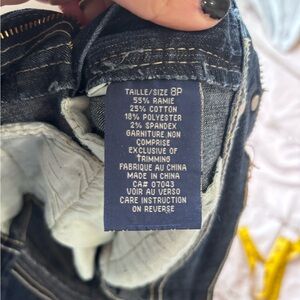 TAILLE/SIZE 8P
55% RAMIE
25% COTTON
18% POLYESTER
2% SPANDEX
GARNITURE NON
COMPRISE
EXCLUSIVE OF
TRIMMING
FABRIQUE AU CHINA
MADE IN CHINA
CA# 07043
VOIR AU VERSO
CARE INSTRUCTION
ON REVERSE